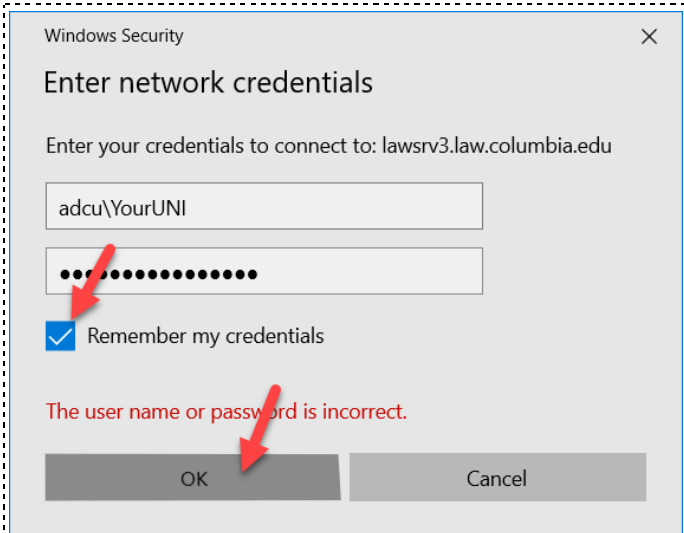 Windows Security
Enter network credentials
Enter your credentials to connect to: lawsrv3.law.columbia.edu
adcu\YourUNI
●●●●●●●●●●●●●●●●
Remember my credentials
The user name or password is incorrect.
OK
Cancel